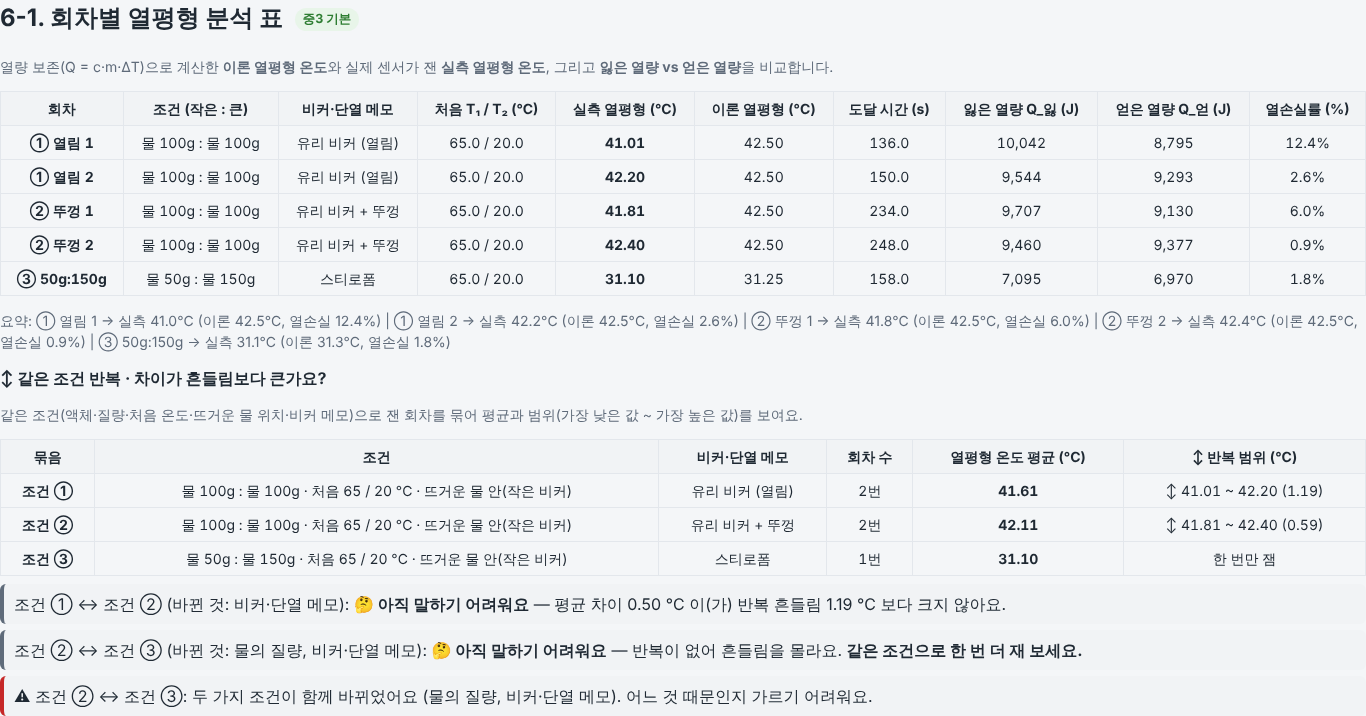 6-1. 회차별 열평형 분석 표 중3 기본
열량 보존(Q = c·m·ΔT)으로 계산한 이론 열평형 온도와 실제 센서가 잰 실측 열평형 온도, 그리고 잃은 열량 vs 얻은 열량을 비교합니다.
회차 조건 (작은 : 큰) 비커·단열 메모 처음 T₁ / T₂ (°C) 실측 열평형 (°C) 이론 열평형 (°C) 도달 시간 (s) 잃은 열량 Q_잃 (J) 얻은 열량 Q_얻 (J) 열손실률 (%)
① 열림 1 물 100g : 물 100g 유리 비커 (열림) 65.0 / 20.0 41.01 42.50 136.0 10,042 8,795 12.4%
① 열림 2 물 100g : 물 100g 유리 비커 (열림) 65.0 / 20.0 42.20 42.50 150.0 9,544 9,293 2.6%
② 뚜껑 1 물 100g : 물 100g 유리 비커 + 뚜껑 65.0 / 20.0 41.81 42.50 234.0 9,707 9,130 6.0%
② 뚜껑 2 물 100g : 물 100g 유리 비커 + 뚜껑 65.0 / 20.0 42.40 42.50 248.0 9,460 9,377 0.9%
③ 50g:150g 물 50g : 물 150g 스티로폼 65.0 / 20.0 31.10 31.25 158.0 7,095 6,970 1.8%
요약: ① 열림 1 → 실측 41.0°C (이론 42.5°C, 열손실 12.4%) | ① 열림 2 → 실측 42.2°C (이론 42.5°C, 열손실 2.6%) | ② 뚜껑 1 → 실측 41.8°C (이론 42.5°C, 열손실 6.0%) | ② 뚜껑 2 → 실측 42.4°C (이론 42.5°C,
열손실 0.9%) | ③ 50g:150g → 실측 31.1°C (이론 31.3°C, 열손실 1.8%)
↕ 같은 조건 반복 · 차이가 흔들림보다 큰가요?
같은 조건(액체·질량·처음 온도·뜨거운 물 위치·비커 메모)으로 잰 회차를 묶어 평균과 범위(가장 낮은 값 ~ 가장 높은 값)를 보여요.
묶음 조건 비커·단열 메모 회차 수 열평형 온도 평균 (°C) ↕ 반복 범위 (°C)
조건 ① 물 100g : 물 100g · 처음 65 / 20 °C · 뜨거운 물 안(작은 비커) 유리 비커 (열림) 2번 41.61 ↕ 41.01 ~ 42.20 (1.19)
조건 ② 물 100g : 물 100g · 처음 65 / 20 °C · 뜨거운 물 안(작은 비커) 유리 비커 + 뚜껑 2번 42.11 ↕ 41.81 ~ 42.40 (0.59)
조건 ③ 물 50g : 물 150g · 처음 65 / 20 °C · 뜨거운 물 안(작은 비커) 스티로폼 1번 31.10 한 번만 잼
조건 ① ↔ 조건 ② (바뀐 것: 비커·단열 메모): 🤔 아직 말하기 어려워요 — 평균 차이 0.50 °C 이(가) 반복 흔들림 1.19 °C 보다 크지 않아요.
조건 ② ↔ 조건 ③ (바뀐 것: 물의 질량, 비커·단열 메모): 🤔 아직 말하기 어려워요 — 반복이 없어 흔들림을 몰라요. 같은 조건으로 한 번 더 재 보세요.
⚠ 조건 ② ↔ 조건 ③: 두 가지 조건이 함께 바뀌었어요 (물의 질량, 비커·단열 메모). 어느 것 때문인지 가르기 어려워요.